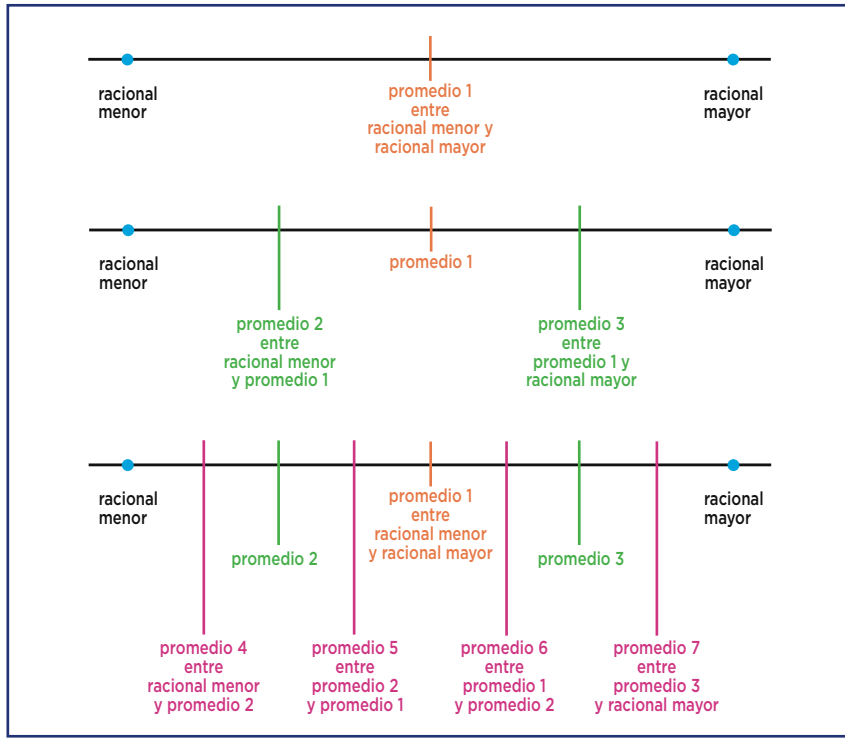 racional
menor
promedio 1
entre
racional menor y
racional mayor
racional
mayor
racional
menor
promedio 1
racional
mayor
promedio 2
entre
racional menor
y promedio 1
promedio 3
entre
promedio 1 y
racional mayor
racional
menor
promedio 1
entre
racional menor
y racional mayor
racional
mayor
promedio 2
promedio 3
promedio 4
entre
racional menor
y promedio 2
promedio 5
entre
promedio 2
y promedio 1
promedio 6
entre
promedio 1
y promedio 2
promedio 7
entre
promedio 3
y racional mayor